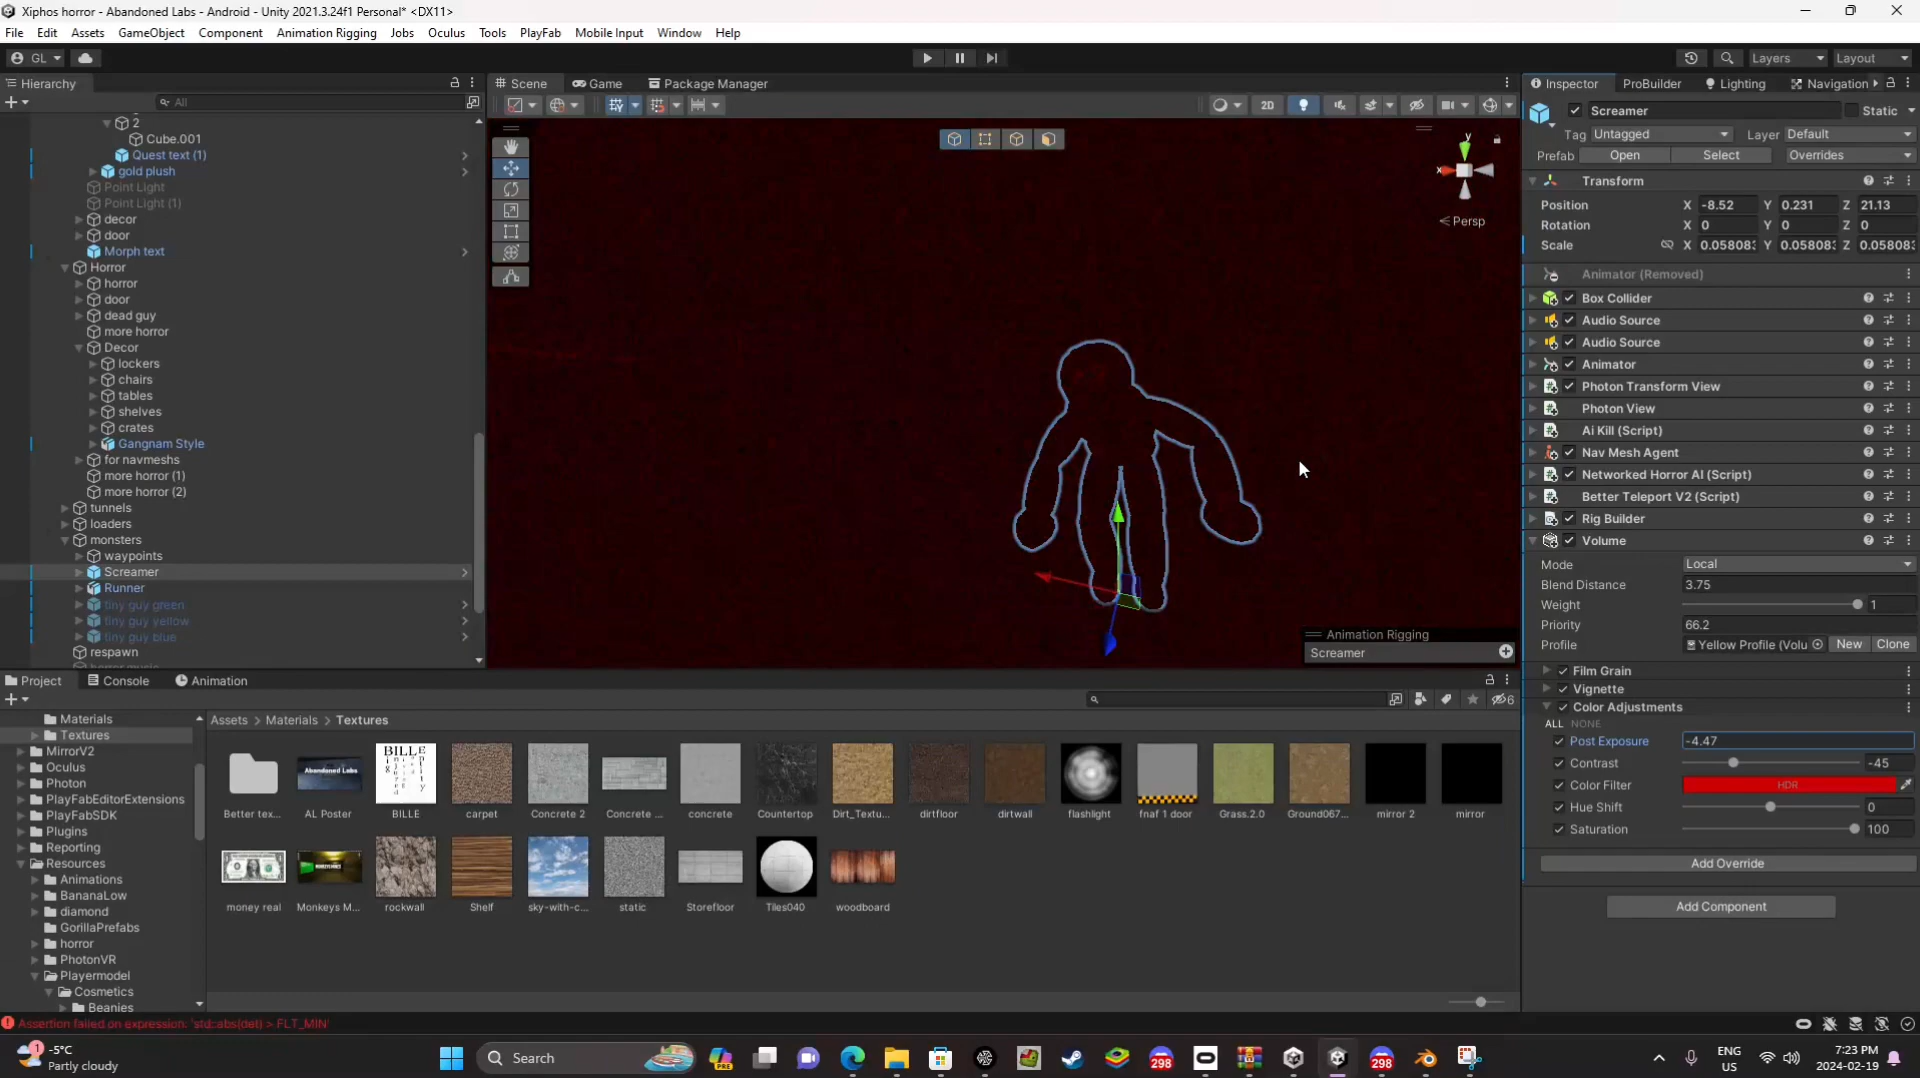 Xiphos horror - Abandoned Labs - Android - Unity 2021.3.24f1 Personal* <DX11>
File Edit Assets GameObject Component Animation Rigging Jobs Oculus Tools PlayFab Mobile Input Window Help
GL Layers Layout
Hierarchy
All
2
Cube.001
Quest text (1)
gold plush
Point Light
Point Light (1)
decor
door
Morph text
Horror
horror
door
dead guy
more horror
Decor
lockers
chairs
tables
shelves
crates
Gangnam Style
for navmeshs
more horror (1)
more horror (2)
tunnels
loaders
monsters
waypoints
Screamer
Runner
tiny guy green
tiny guy yellow
tiny guy blue
respawn
horror music
Scene Game Package Manager
2D
y
x
Persp
Animation Rigging
Screamer
Inspector ProBuilder Lighting Navigation
Screamer Static
Tag Untagged Layer Default
Prefab Open Select Overrides
Transform
Position X -8.52 Y 0.231 Z 21.13
Rotation X 0 Y 0 Z 0
Scale X 0.058083 Y 0.058083 Z 0.058083
Animator (Removed)
Box Collider
Audio Source
Audio Source
Animator
Photon Transform View
Photon View
Ai Kill (Script)
Nav Mesh Agent
Networked Horror AI (Script)
Better Teleport V2 (Script)
Rig Builder
Volume
Mode Local
Blend Distance 3.75
Weight 1
Priority 66.2
Profile Yellow Profile (Volu New Clone
Film Grain
Vignette
Color Adjustments
ALL NONE
Post Exposure -4.47
Contrast -45
Color Filter HDR
Hue Shift 0
Saturation 100
Add Override
Add Component
Project Console Animation
6
Materials
Textures
MirrorV2
Oculus
Photon
PlayFabEditorExtensions
PlayFabSDK
Plugins
Reporting
Resources
Animations
BananaLow
diamond
GorillaPrefabs
horror
PhotonVR
Playermodel
Cosmetics
Beanies
Assets > Materials > Textures
Abandoned Labs
BILLE
Better tex... AL Poster BILLE carpet Concrete 2 Concrete ... concrete Countertop Dirt_Textu... dirtfloor dirtwall flashlight fnaf 1 door Grass.2.0 Ground067... mirror 2 mirror
money real Monkeys M... rockwall Shelf sky-with-c... static Storefloor Tiles040 woodboard
Assertion failed on expression: 'std::abs(det) > FLT_MIN'
1
-5°C
Partly cloudy
Search
PRE
298
298
ENG
US
7:23 PM
2024-02-19